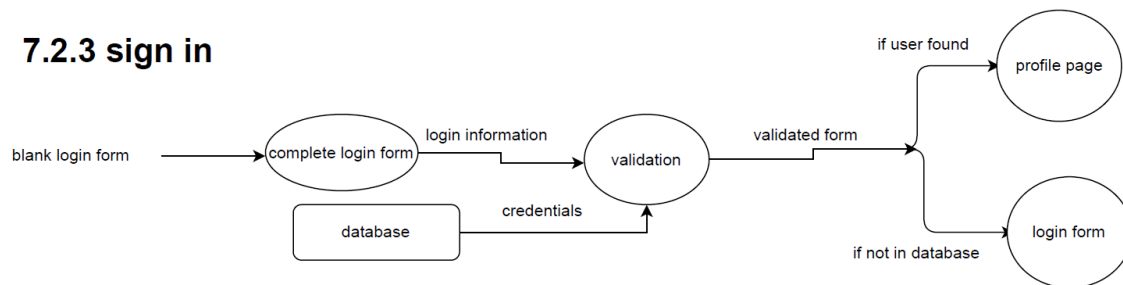 7.2.3 sign in
blank login form
complete login form
login information
database
credentials
validation
validated form
if user found
profile page
if not in database
login form